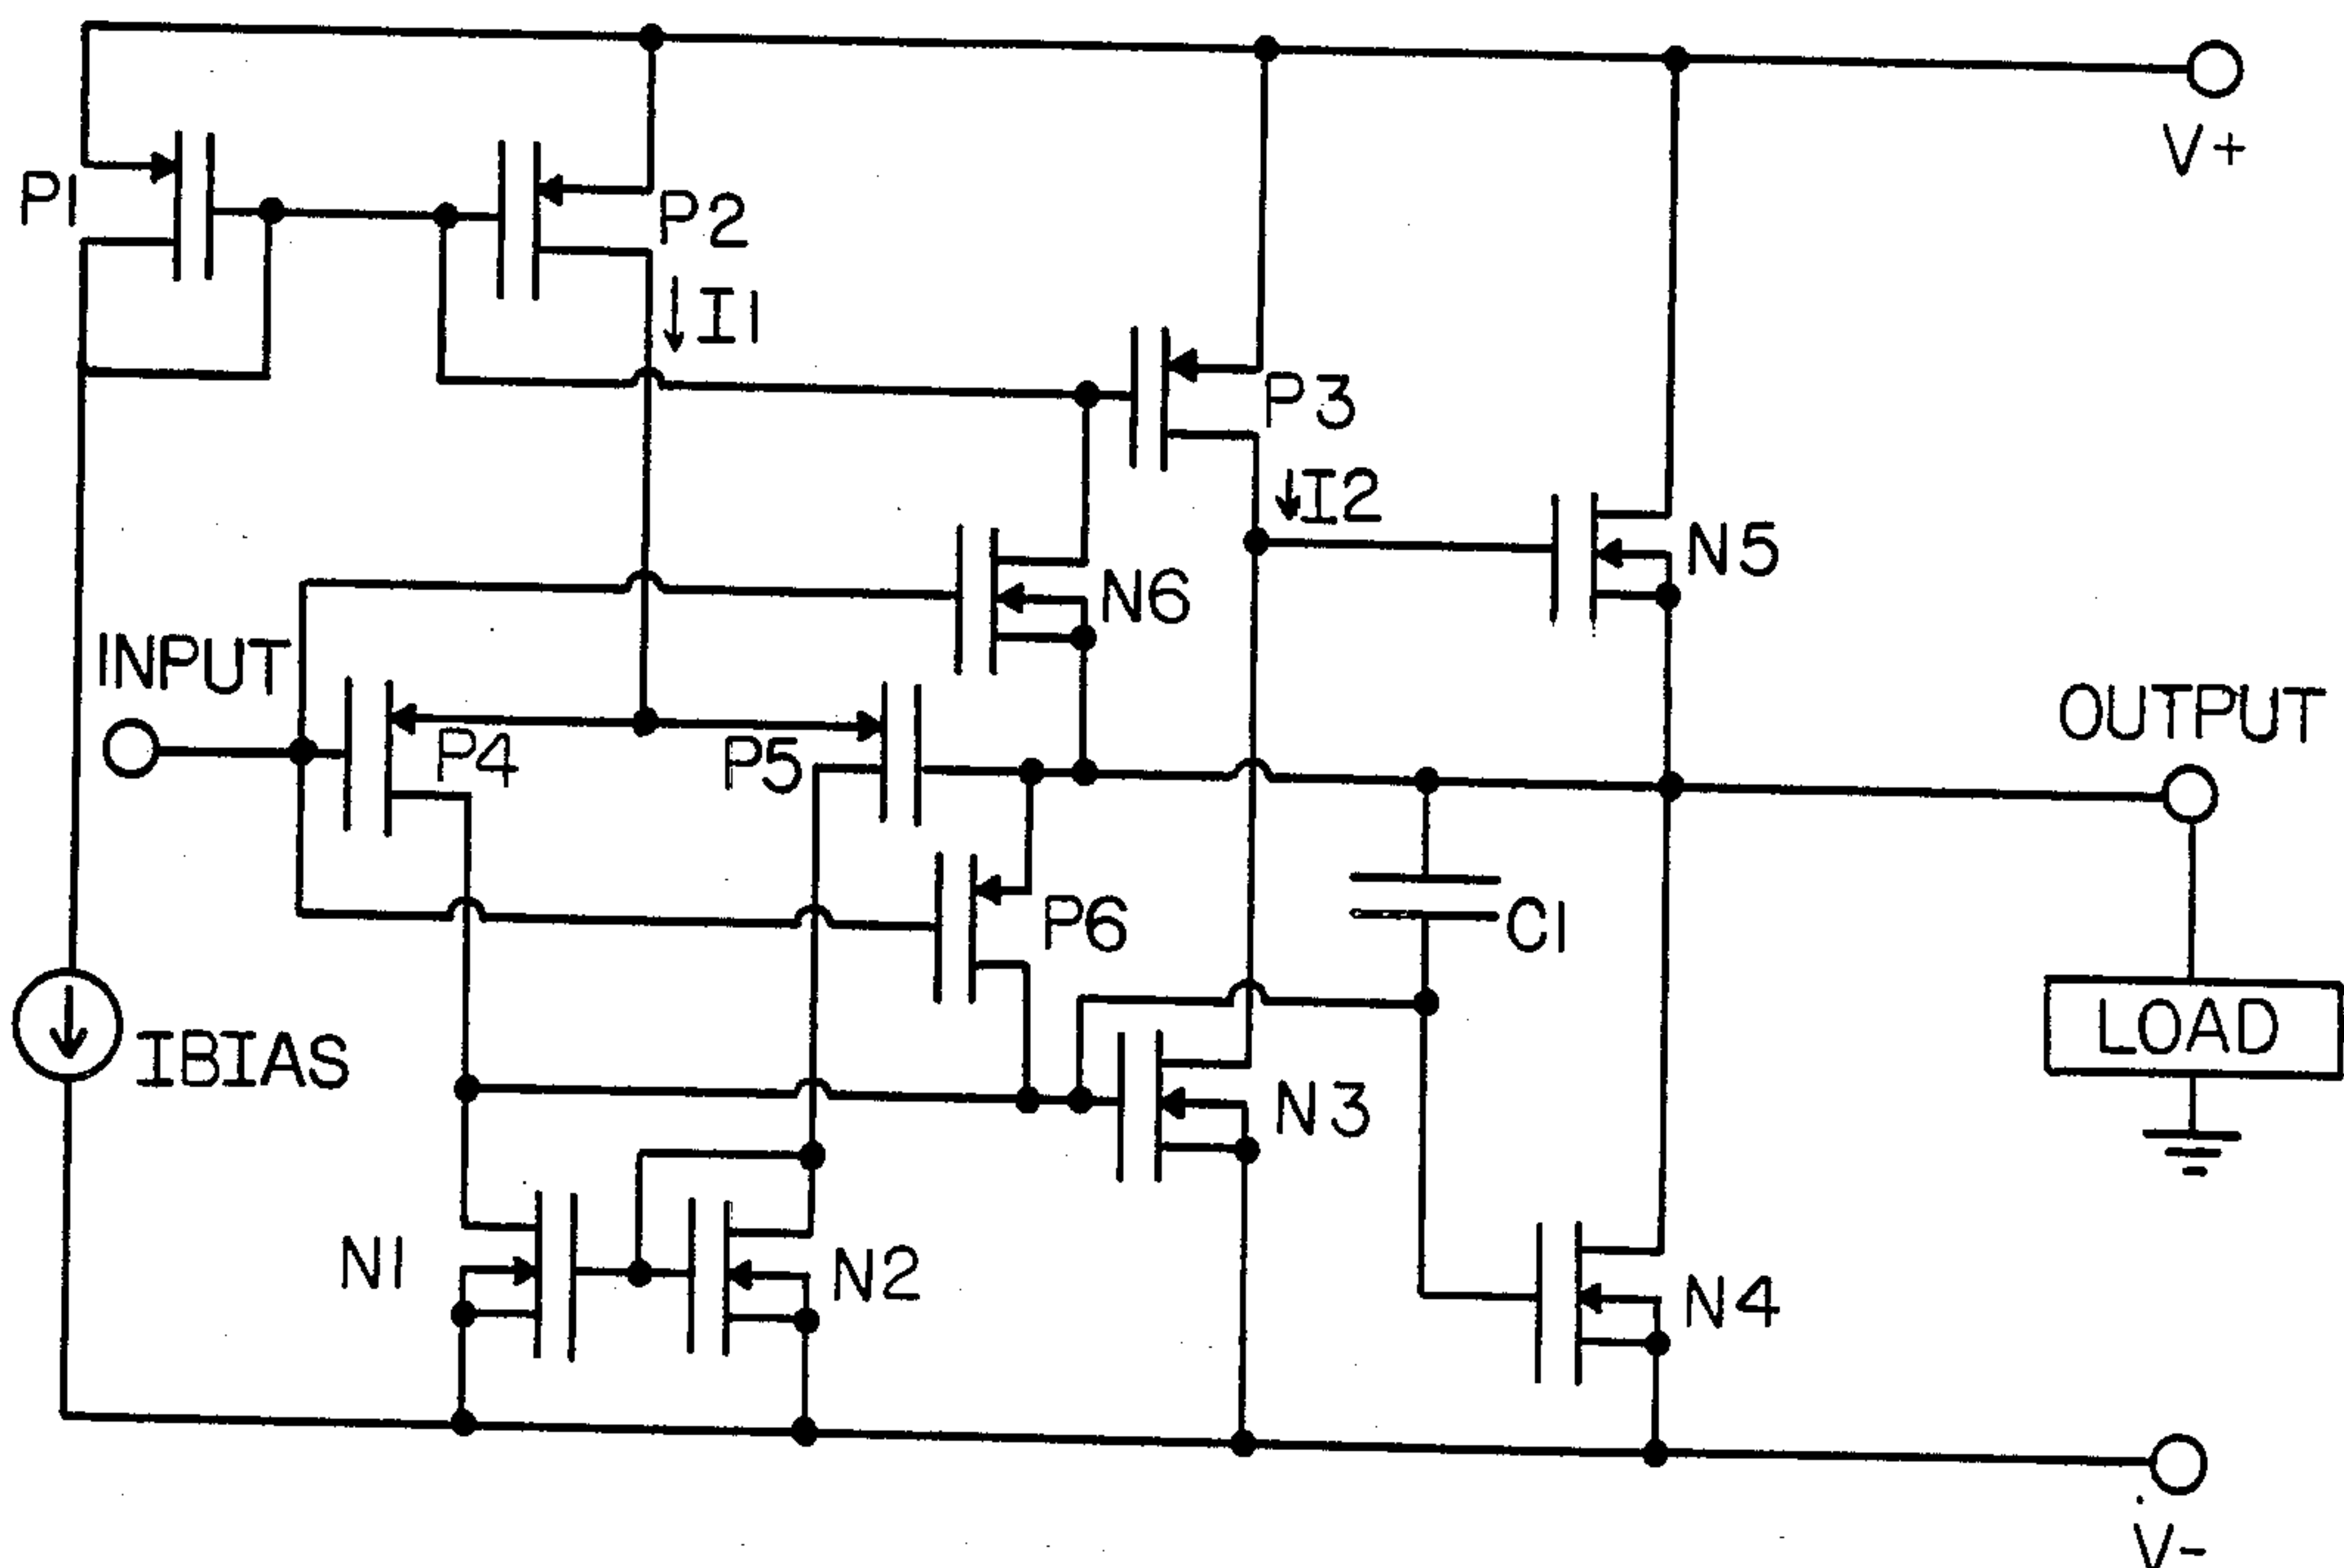 V+
P1
P2
I1
P3
I2
N5
N6
INPUT
OUTPUT
P4
P5
P6
C1
LOAD
IBIAS
N3
N1
N2
N4
V-